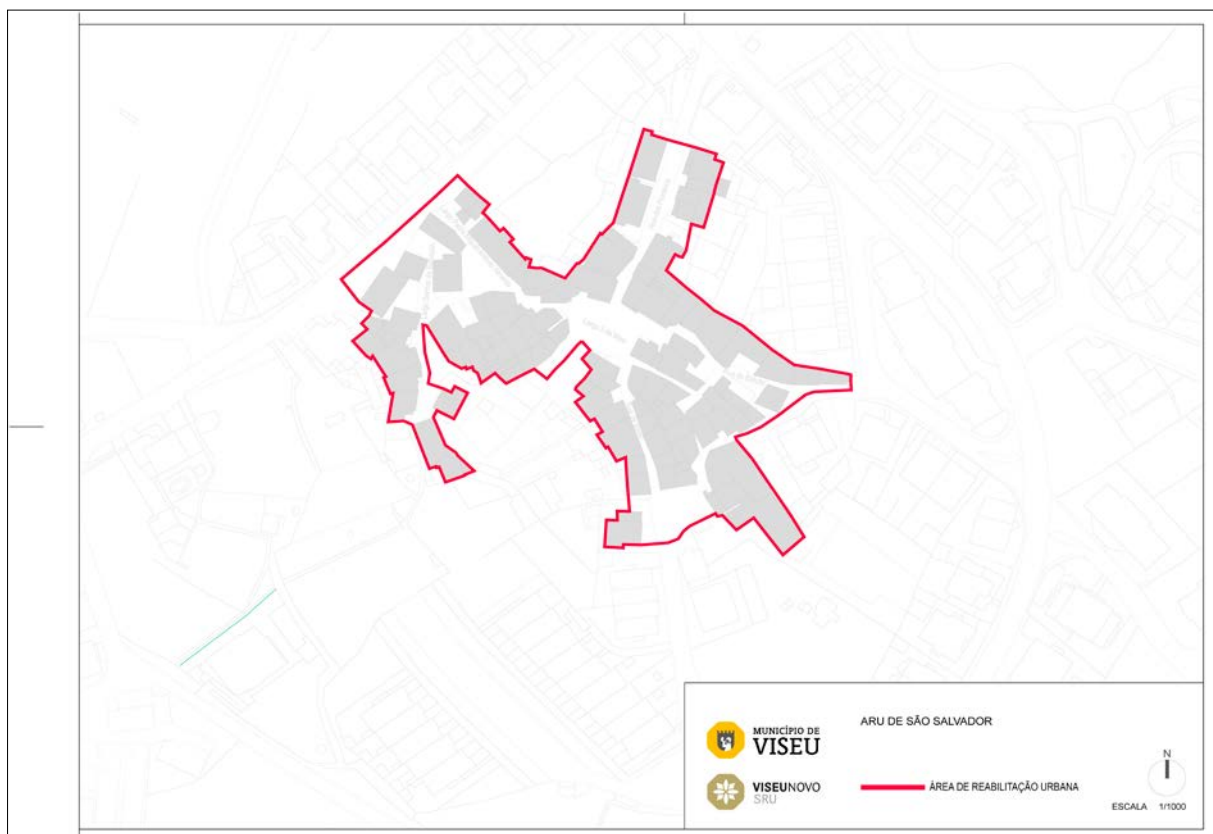 MUNICÍPIO DE
VISEU
ARU DE SÃO SALVADOR
VISEUNOVO
SRU
ÁREA DE REABILITAÇÃO URBANA
N
ESCALA 1/1000